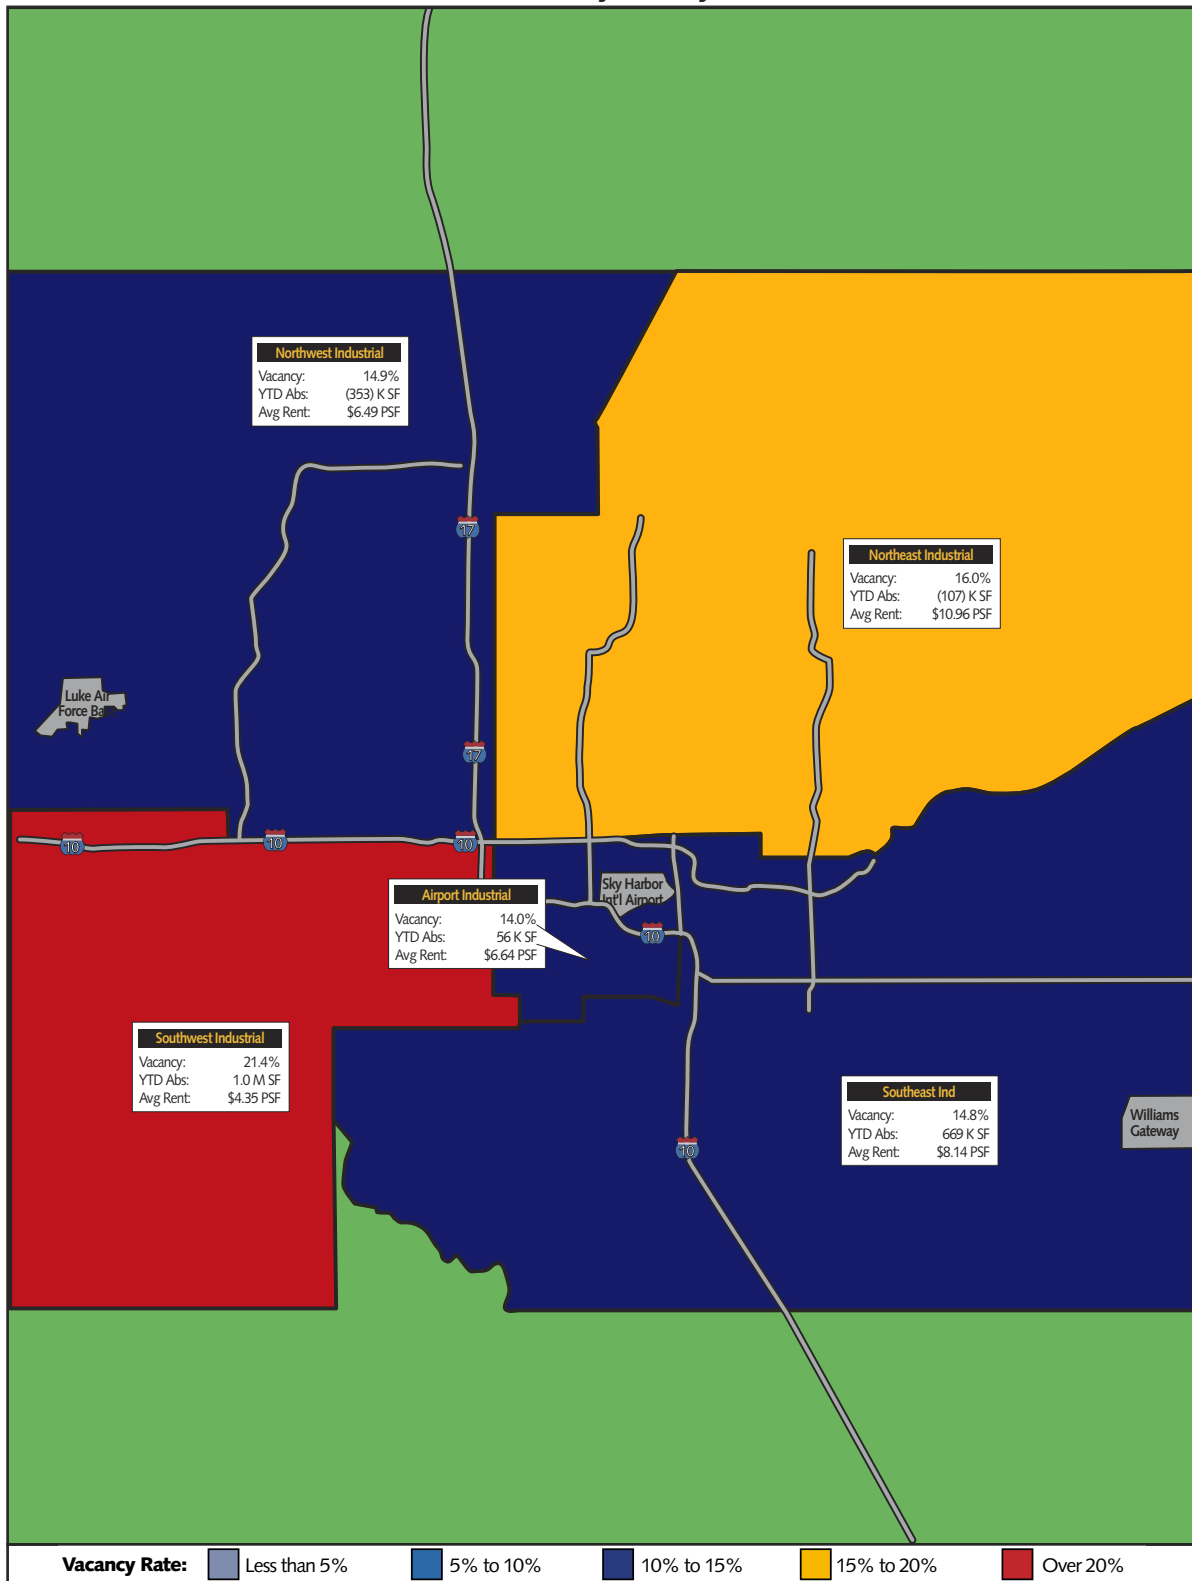 Northwest Industrial
Vacancy: 14.9%
YTD Abs: (353) K SF
Avg Rent: $6.49 PSF
17
Northeast Industrial
Vacancy: 16.0%
YTD Abs: (107) K SF
Avg Rent: $10.96 PSF
Luke Air
Force Ba
17
10
10
10
Sky Harbor
Int'l Airport
Airport Industrial
Vacancy: 14.0%
YTD Abs: 56 K SF
Avg Rent: $6.64 PSF
10
Southwest Industrial
Vacancy: 21.4%
YTD Abs: 1.0 M SF
Avg Rent: $4.35 PSF
Southeast Ind
Vacancy: 14.8%
YTD Abs: 669 K SF
Avg Rent: $8.14 PSF
Williams
Gateway
10
Vacancy Rate: Less than 5% 5% to 10% 10% to 15% 15% to 20% Over 20%